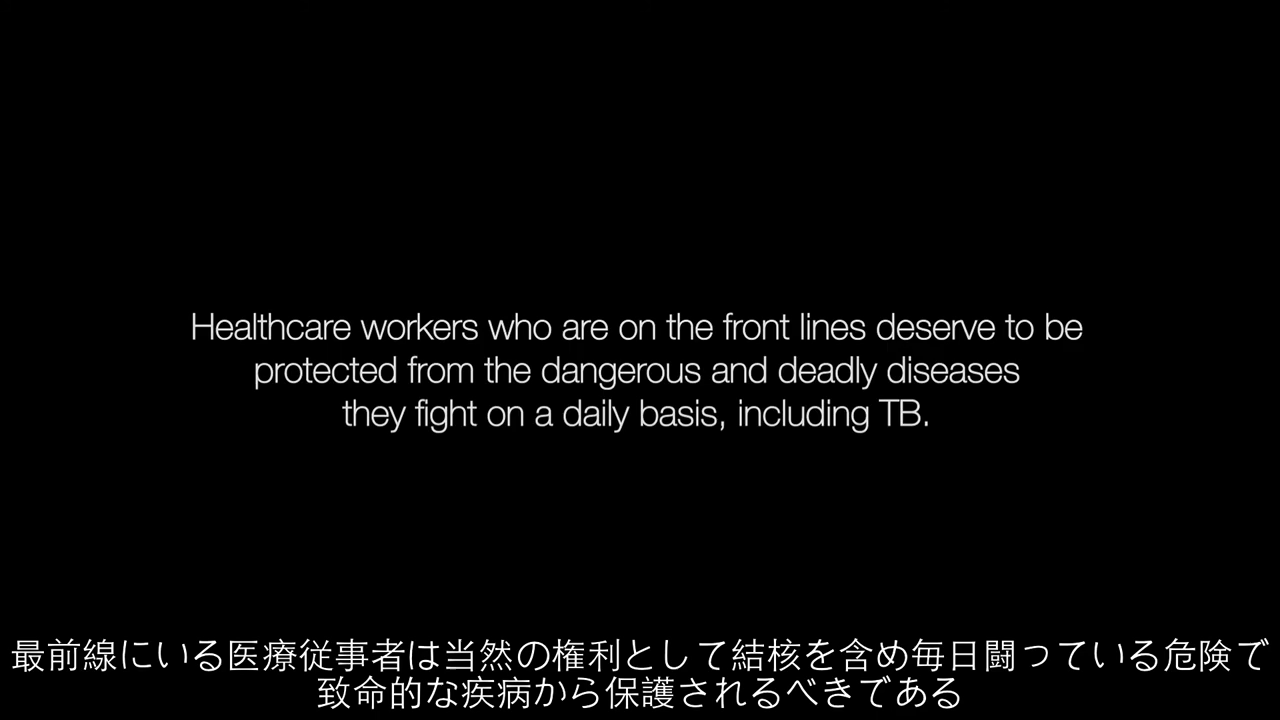 Healthcare workers who are on the front lines deserve to be
protected from the dangerous and deadly diseases
they fight on a daily basis, including TB.
最前線にいる医療従事者は当然の権利として結核を含め毎日闘っている危険で
致命的な疾病から保護されるべきである